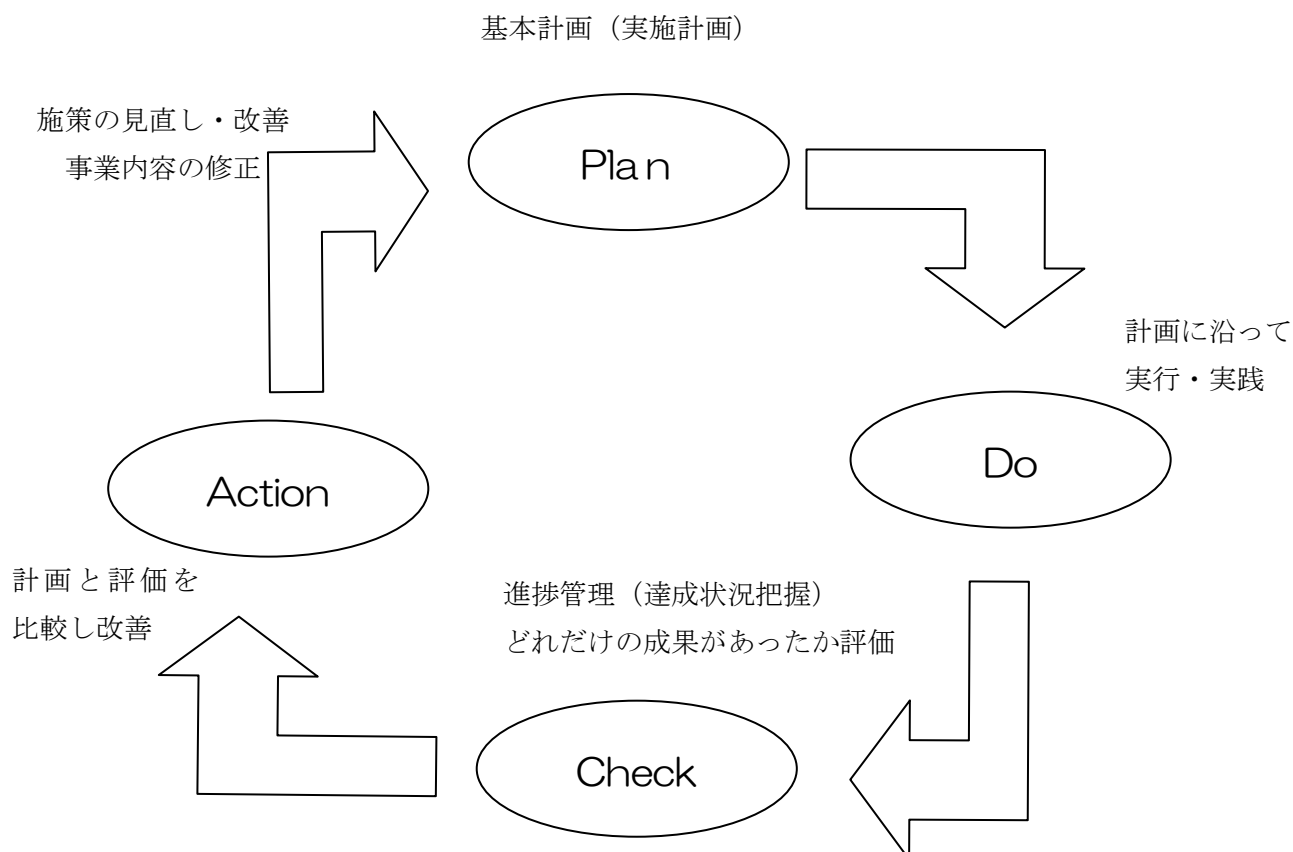 基本計画（実施計画）
施策の見直し・改善
事業内容の修正
Plan
計画に沿って
実行・実践
Do
Action
計画と評価を
比較し改善
進捗管理（達成状況把握）
どれだけの成果があったか評価
Check